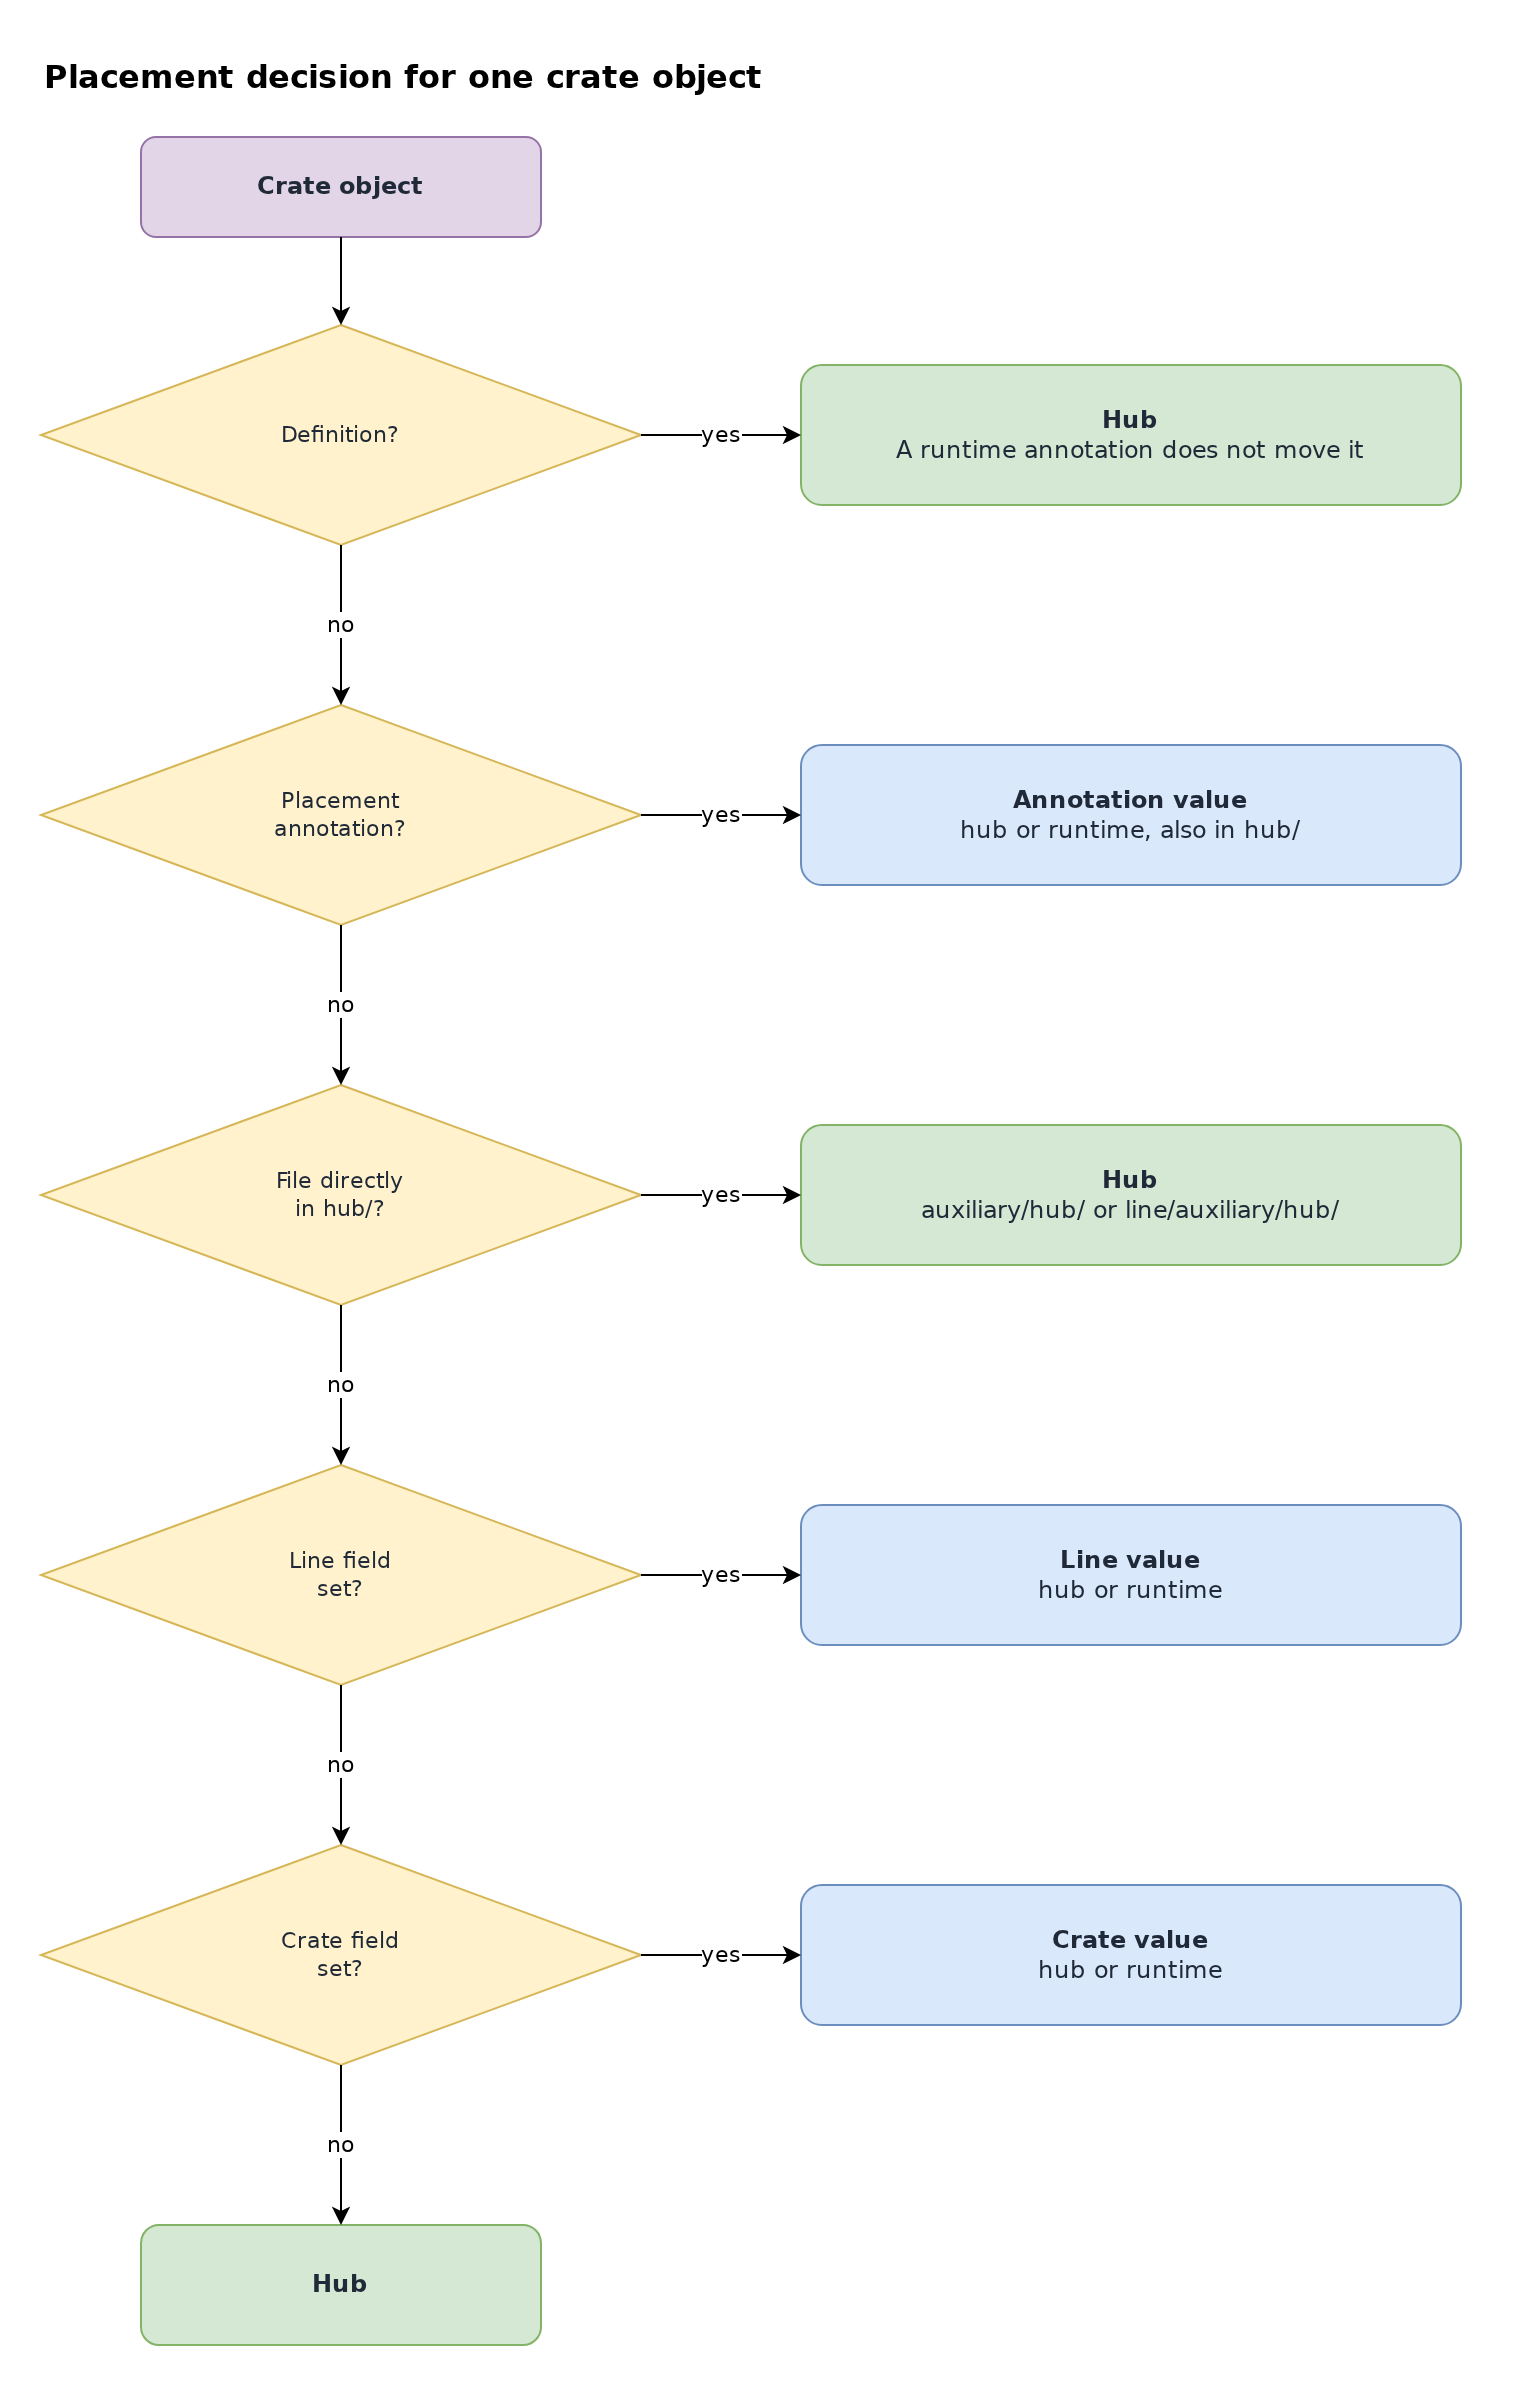 Placement decision for one crate object
Crate object
Definition?
yes
Hub
A runtime annotation does not move it
no
Placement
annotation?
yes
Annotation value
hub or runtime, also in hub/
no
File directly
in hub/?
yes
Hub
auxiliary/hub/ or line/auxiliary/hub/
no
Line field
set?
yes
Line value
hub or runtime
no
Crate field
set?
yes
Crate value
hub or runtime
no
Hub